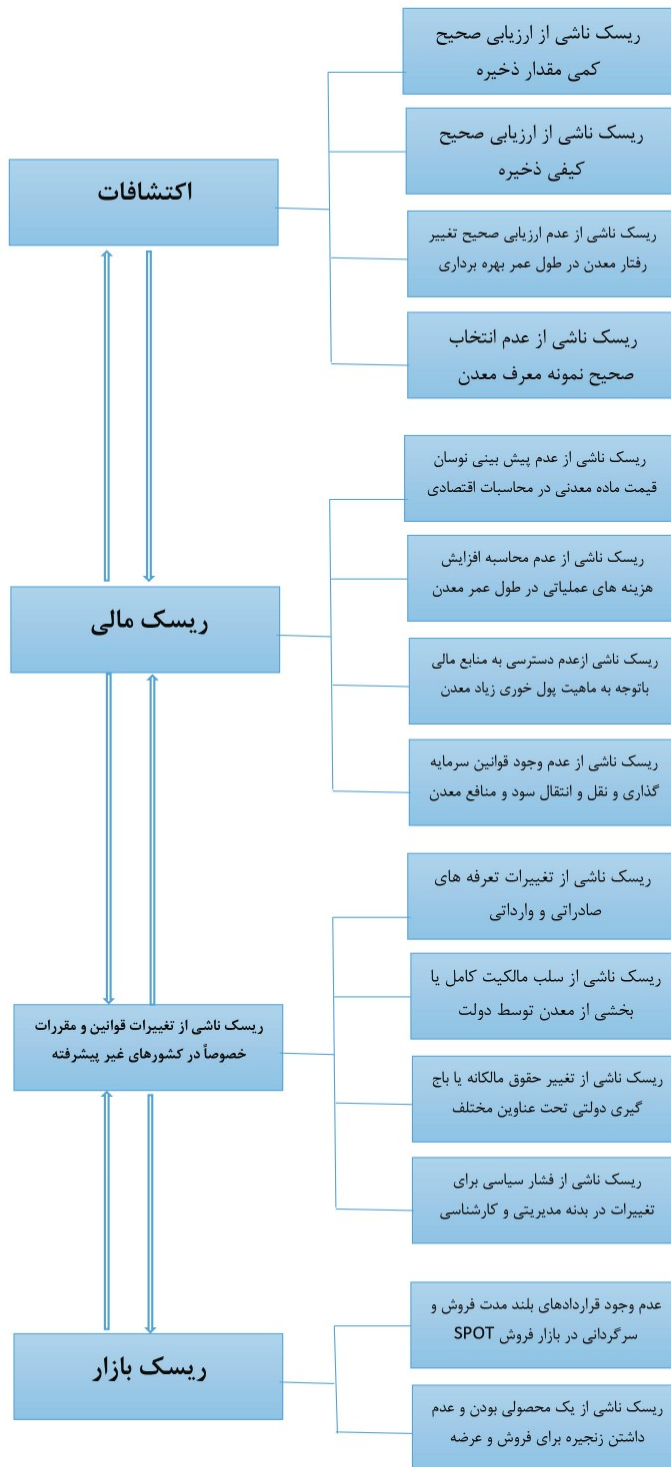 اکتشافات
ریسک ناشی از ارزیابی صحیح
کمی مقدار ذخیره
ریسک ناشی از ارزیابی صحیح
کیفی ذخیره
ریسک ناشی از عدم ارزیابی صحیح تغییر
رفتار معدن در طول عمر بهره برداری
ریسک ناشی از عدم انتخاب
صحیح نمونه معرف معدن
ریسک مالی
ریسک ناشی از عدم پیش بینی نوسان
قیمت ماده معدنی در محاسبات اقتصادی
ریسک ناشی از عدم محاسبه افزایش
هزینه های عملیاتی در طول عمر معدن
ریسک ناشی ازعدم دسترسی به منابع مالی
باتوجه به ماهیت پول خوری زیاد معدن
ریسک ناشی از عدم وجود قوانین سرمایه
گذاری و نقل و انتقال سود و منافع معدن
ریسک ناشی از تغییرات قوانین و مقررات
خصوصاً در کشورهای غیر پیشرفته
ریسک ناشی از تغییرات تعرفه های
صادراتی و وارداتی
ریسک ناشی از سلب مالکیت کامل یا
بخشی از معدن توسط دولت
ریسک ناشی از تغییر حقوق مالکانه یا باج
گیری دولتی تحت عناوین مختلف
ریسک ناشی از فشار سیاسی برای
تغییرات در بدنه مدیریتی و کارشناسی
ریسک بازار
عدم وجود قراردادهای بلند مدت فروش و
سرگردانی در بازار فروش SPOT
ریسک ناشی از یک محصولی بودن و عدم
داشتن زنجیره برای فروش و عرضه